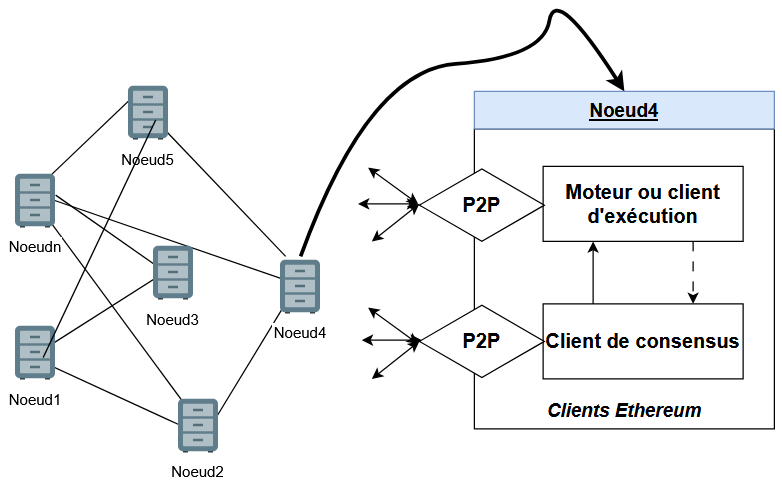 Noeud5
Noeudn
Noeud3
Noeud4
Noeud1
Noeud2
Noeud4
P2P
Moteur ou client
d'exécution
P2P
Client de consensus
Clients Ethereum